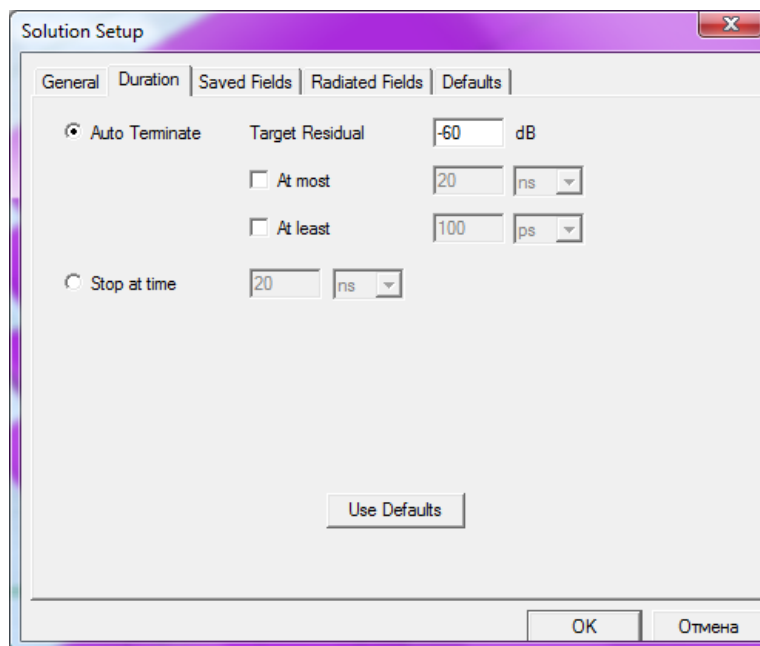 Solution Setup
General Duration Saved Fields Radiated Fields Defaults
Auto Terminate Target Residual -60 dB
At most 20 ns
At least 100 ps
Stop at time 20 ns
Use Defaults
OK Отмена